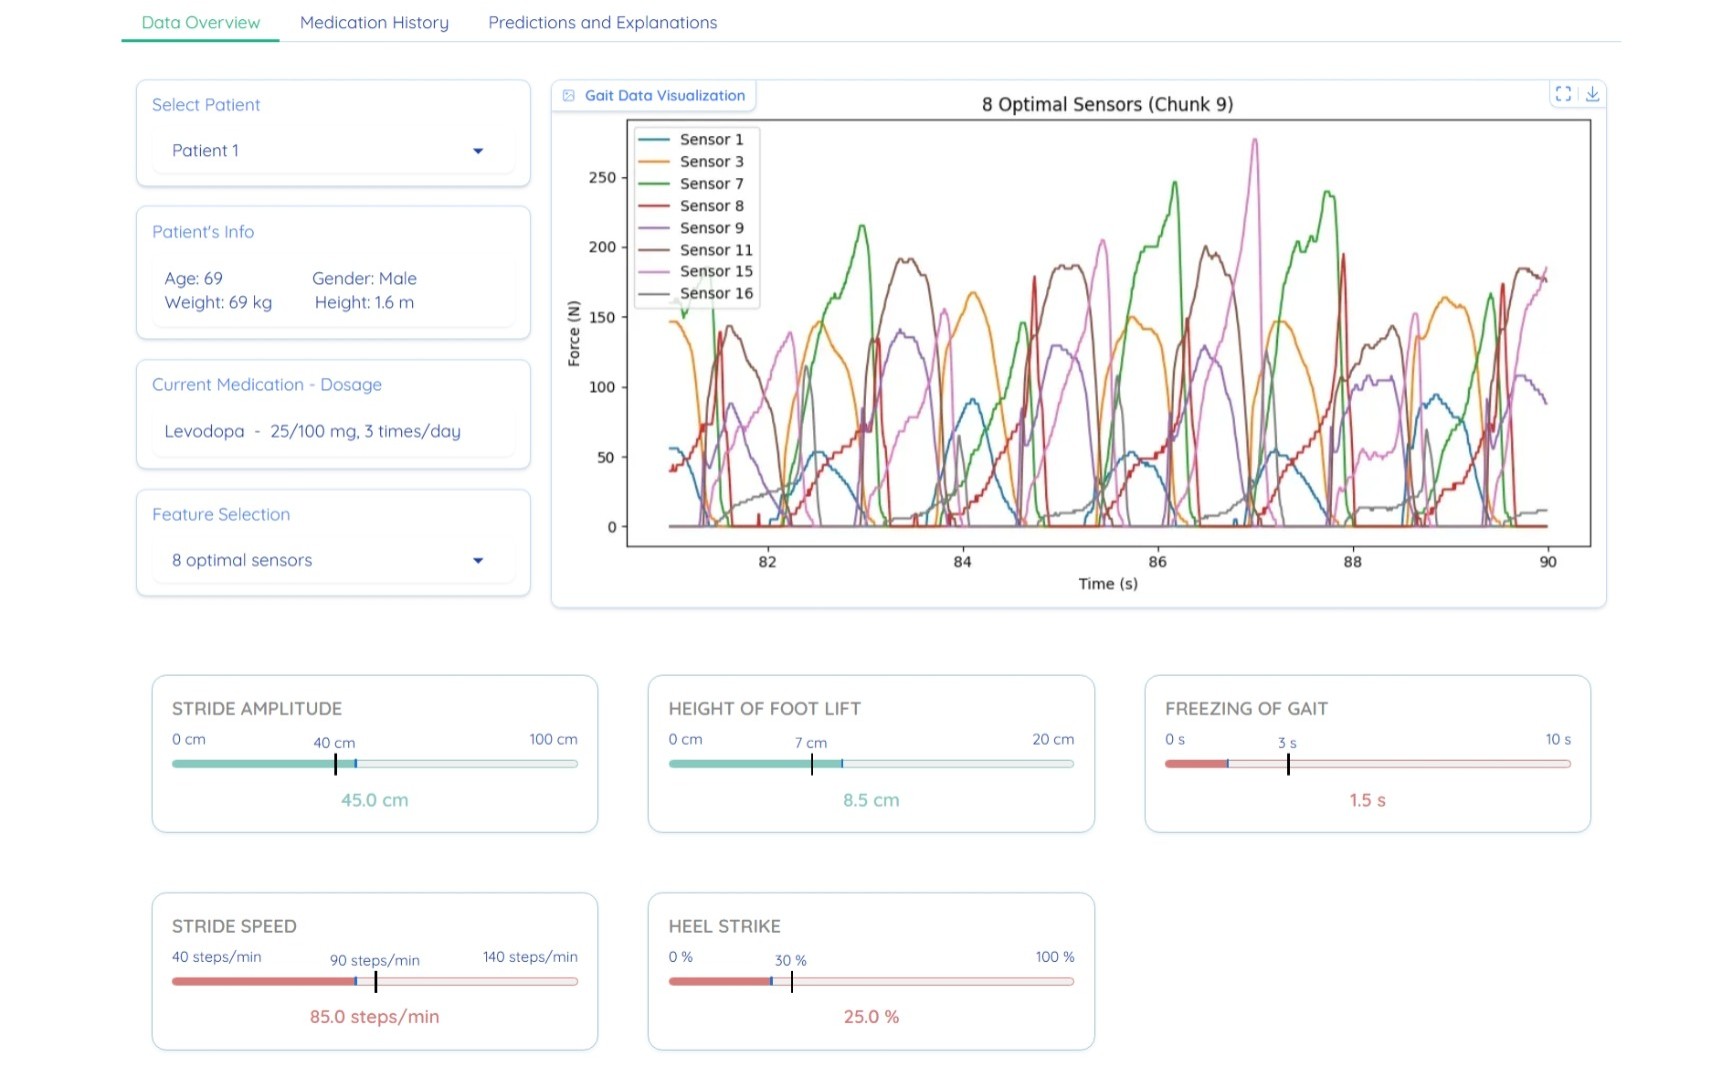 Data Overview Medication History Predictions and Explanations
Select Patient
Patient 1
Patient's Info
Age: 69 Gender: Male
Weight: 69 kg Height: 1.6 m
Current Medication - Dosage
Levodopa - 25/100 mg, 3 times/day
Feature Selection
8 optimal sensors
Gait Data Visualization
8 Optimal Sensors (Chunk 9)
Sensor 1
Sensor 3
Sensor 7
Sensor 8
Sensor 9
Sensor 11
Sensor 15
Sensor 16
Force (N)
250
200
150
100
50
0
82 84 86 88 90
Time (s)
STRIDE AMPLITUDE
0 cm 40 cm 100 cm
45.0 cm
HEIGHT OF FOOT LIFT
0 cm 7 cm 20 cm
8.5 cm
FREEZING OF GAIT
0 s 3 s 10 s
1.5 s
STRIDE SPEED
40 steps/min 90 steps/min 140 steps/min
85.0 steps/min
HEEL STRIKE
0 % 30 % 100 %
25.0 %